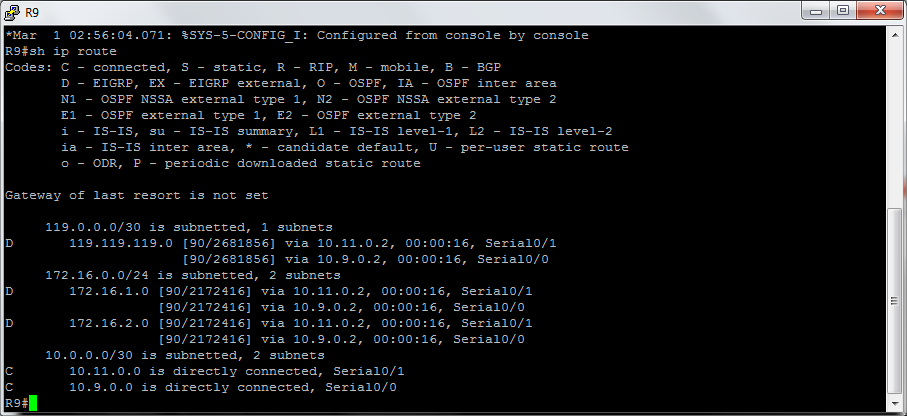 R9
*Mar  1 02:56:04.071: %SYS-5-CONFIG_I: Configured from console by console
R9#sh ip route
Codes: C - connected, S - static, R - RIP, M - mobile, B - BGP
       D - EIGRP, EX - EIGRP external, O - OSPF, IA - OSPF inter area
       N1 - OSPF NSSA external type 1, N2 - OSPF NSSA external type 2
       E1 - OSPF external type 1, E2 - OSPF external type 2
       i - IS-IS, su - IS-IS summary, L1 - IS-IS level-1, L2 - IS-IS level-2
       ia - IS-IS inter area, * - candidate default, U - per-user static route
       o - ODR, P - periodic downloaded static route
Gateway of last resort is not set
     119.0.0.0/30 is subnetted, 1 subnets
D       119.119.119.0 [90/2681856] via 10.11.0.2, 00:00:16, Serial0/1
                      [90/2681856] via 10.9.0.2, 00:00:16, Serial0/0
     172.16.0.0/24 is subnetted, 2 subnets
D       172.16.1.0 [90/2172416] via 10.11.0.2, 00:00:16, Serial0/1
                   [90/2172416] via 10.9.0.2, 00:00:16, Serial0/0
D       172.16.2.0 [90/2172416] via 10.11.0.2, 00:00:16, Serial0/1
                   [90/2172416] via 10.9.0.2, 00:00:16, Serial0/0
     10.0.0.0/30 is subnetted, 2 subnets
C       10.11.0.0 is directly connected, Serial0/1
C       10.9.0.0 is directly connected, Serial0/0
R9#